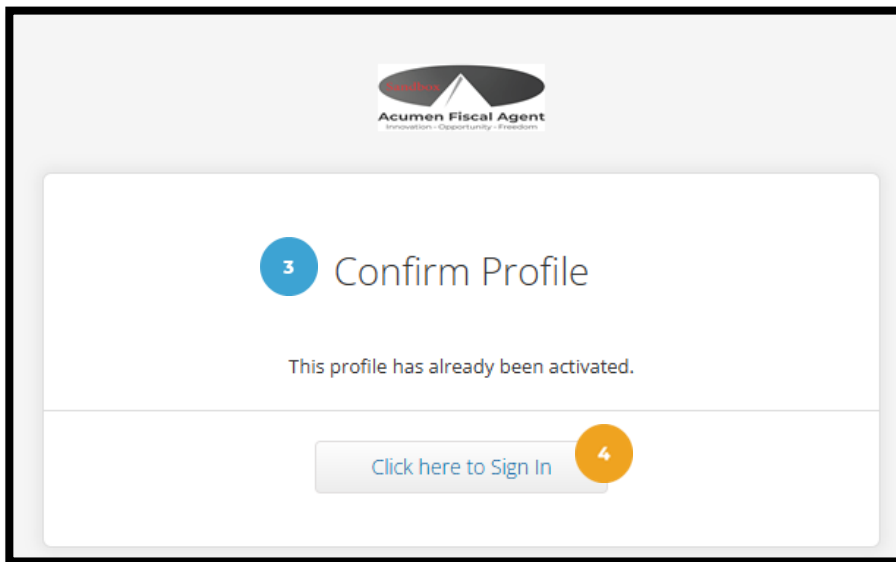 Acumen Fiscal Agent
Innovation - Opportunity - Freedom
3 Confirm Profile
This profile has already been activated.
Click here to Sign In 4